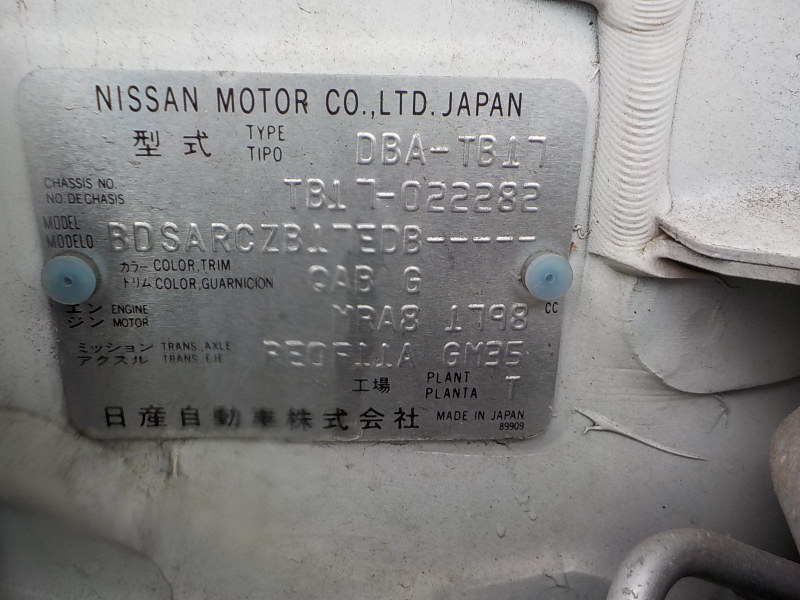 NISSAN MOTOR CO.,LTD. JAPAN
型式 TYPE TIPO DBA-TB17
CHASSIS NO. NO. DE CHASIS TB17-022282
MODEL MODELO BDSARCZB17EDB-----
カラー COLOR, TRIM トリム COLOR, GUARNICION QAB G
エンジン ENGINE MOTOR MRA8 1798 CC
ミッション アクスル TRANS., AXLE TRANS., EJE RE0F11A GM35
工場 PLANT PLANTA T
日産自動車株式会社 MADE IN JAPAN
89909